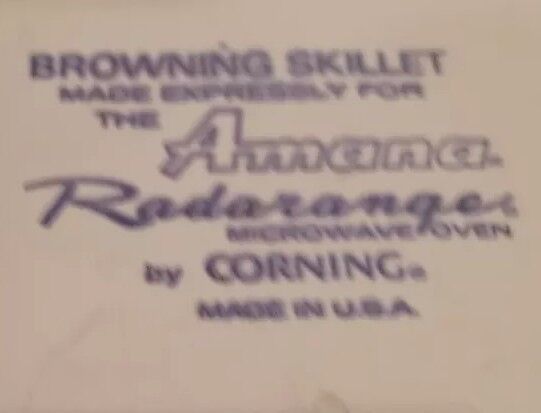 BROWNING SKILLET
MADE EXPRESSLY FOR
THE Amana®
Radarange®
MICROWAVE OVEN
by CORNING®
MADE IN U.S.A.